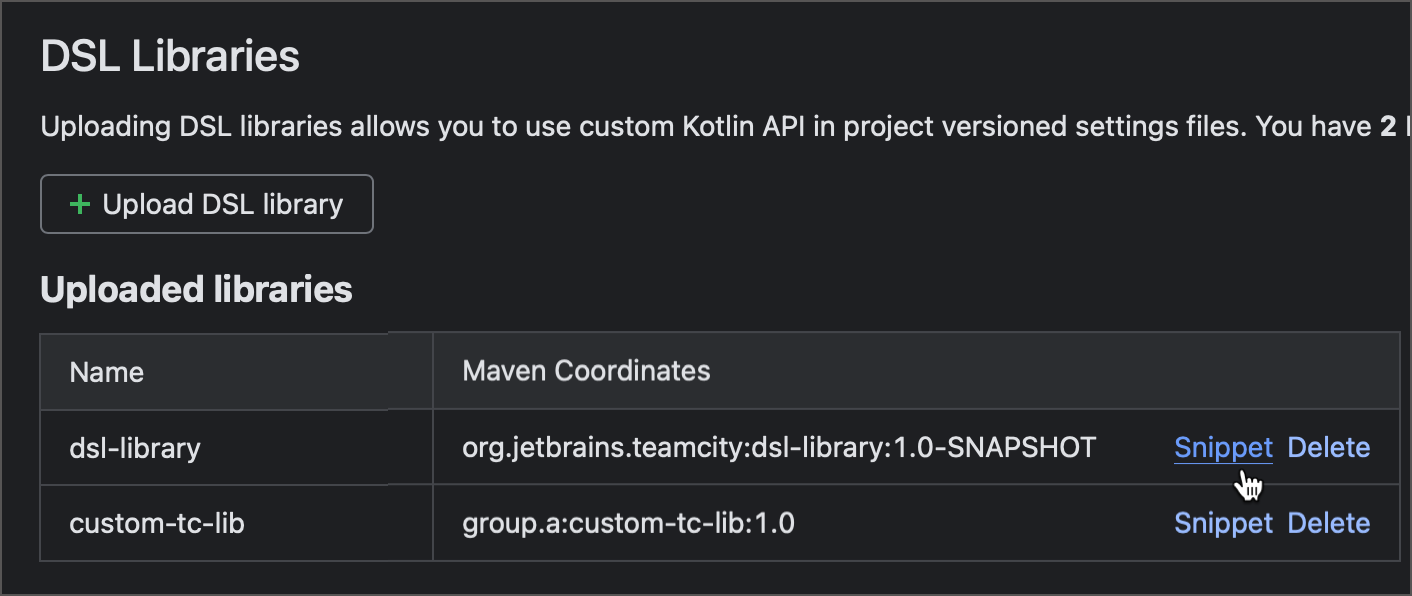 DSL Libraries
Uploading DSL libraries allows you to use custom Kotlin API in project versioned settings files. You have 2
+ Upload DSL library
Uploaded libraries
Name Maven Coordinates
dsl-library org.jetbrains.teamcity:dsl-library:1.0-SNAPSHOT Snippet Delete
custom-tc-lib group.a:custom-tc-lib:1.0 Snippet Delete